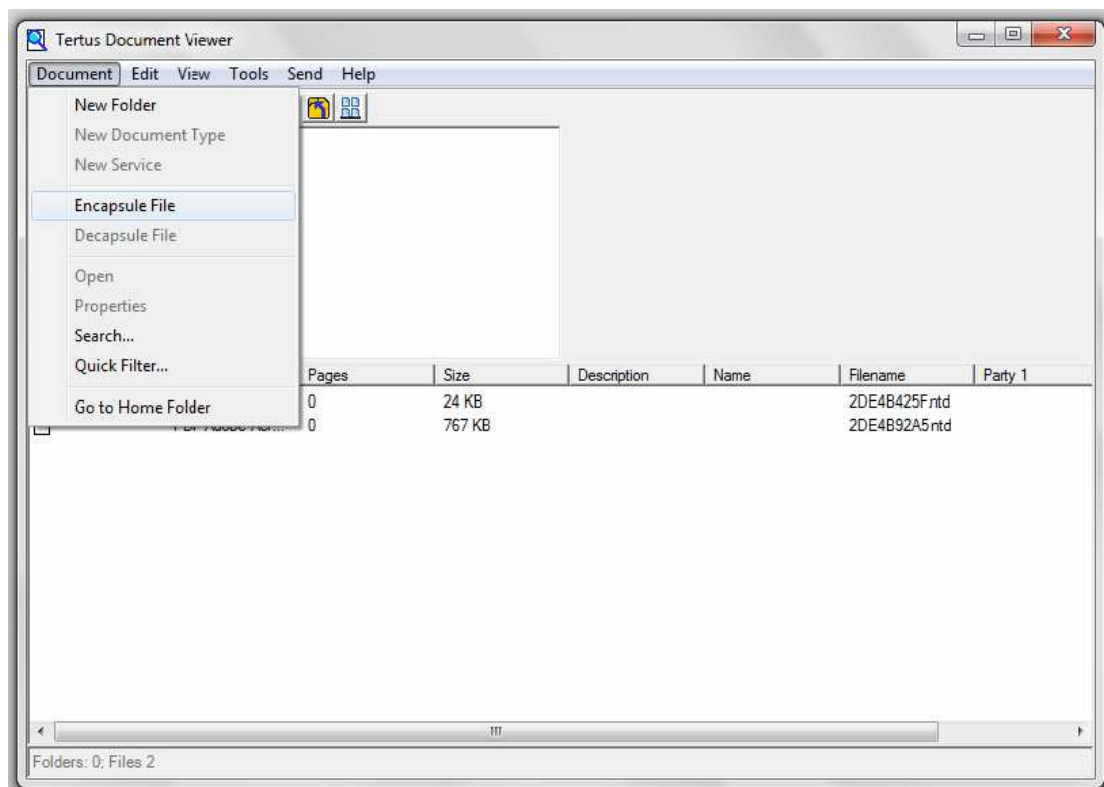 Tertus Document Viewer
Document Edit View Tools Send Help
New Folder
New Document Type
New Service
Encapsule File
Decapsule File
Open
Properties
Search...
Quick Filter...
Go to Home Folder
Pages Size Description Name Filename Party 1
0 24 KB 2DE4B425F.ntd
0 767 KB 2DE4B92A5.ntd
Folders: 0; Files 2